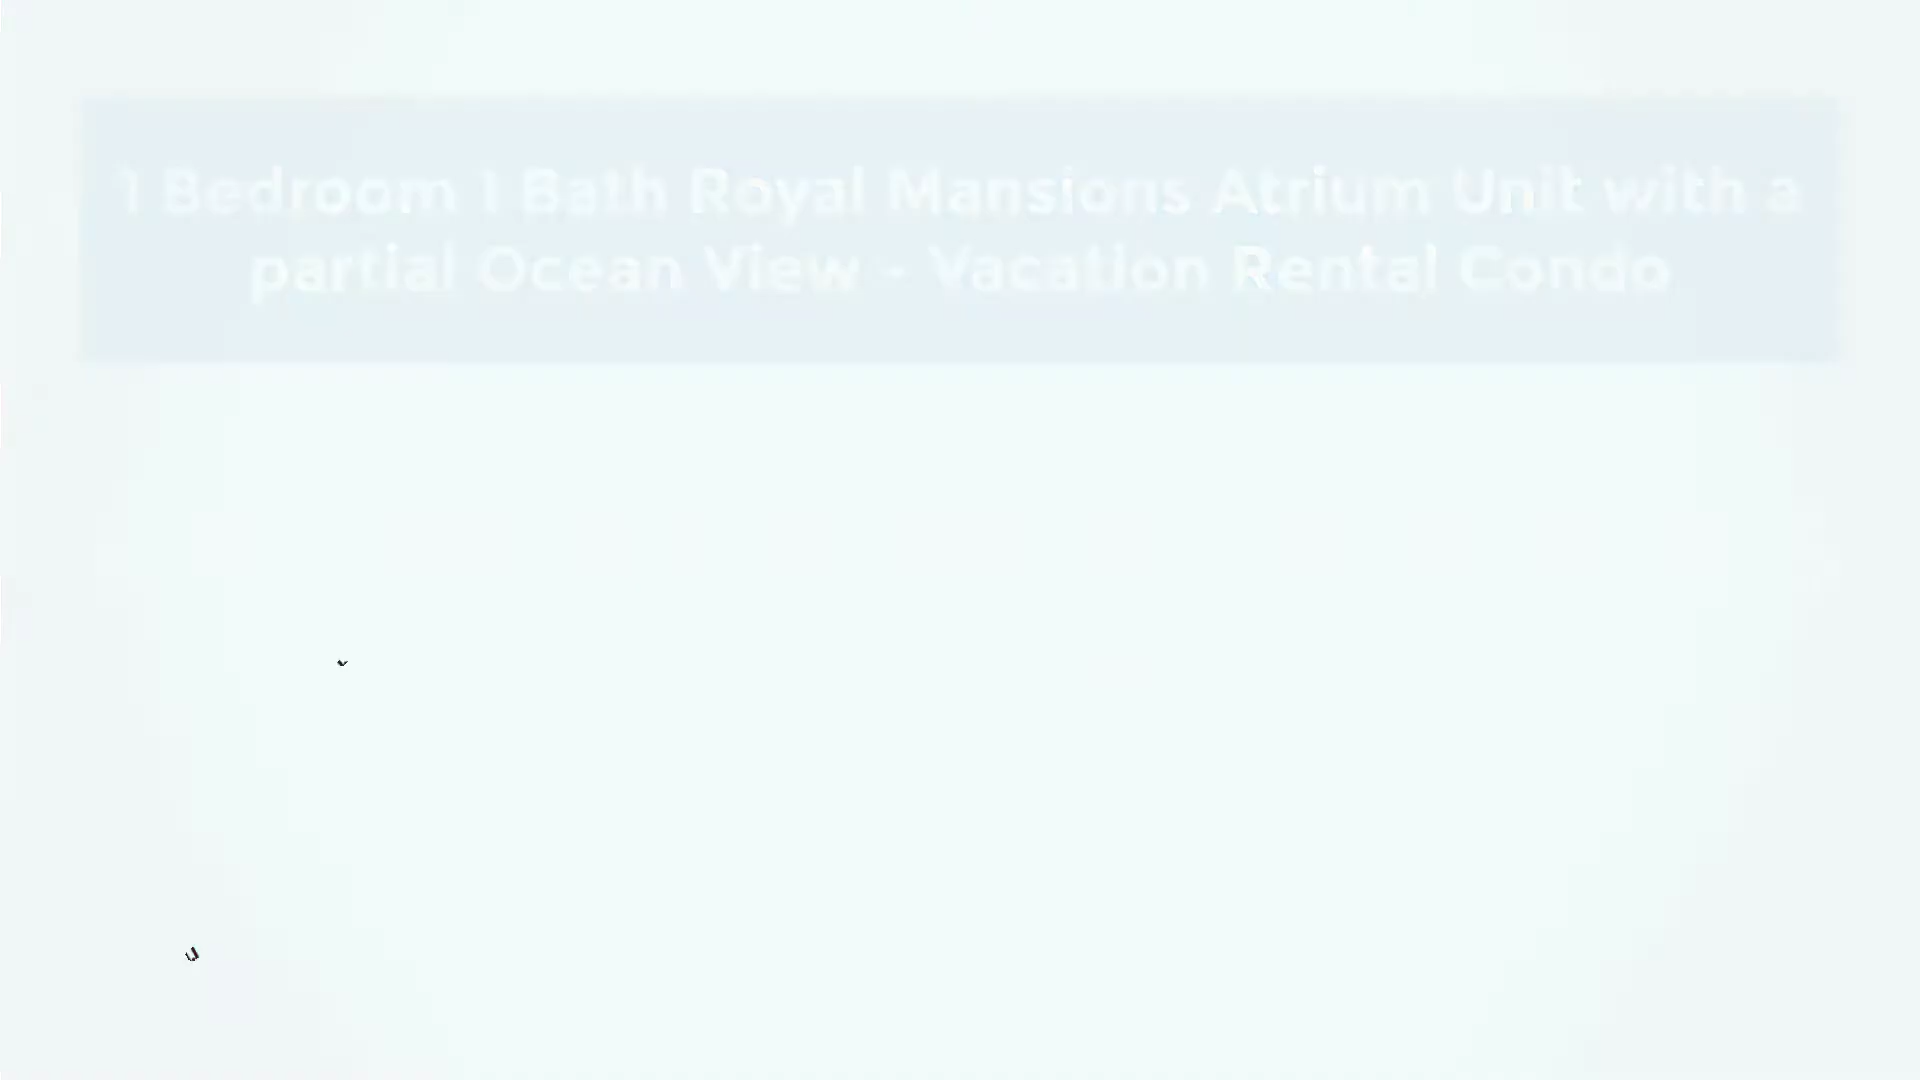 1 Bedroom 1 Bath Royal Mansions Atrium Unit with a
partial Ocean View - Vacation Rental Condo